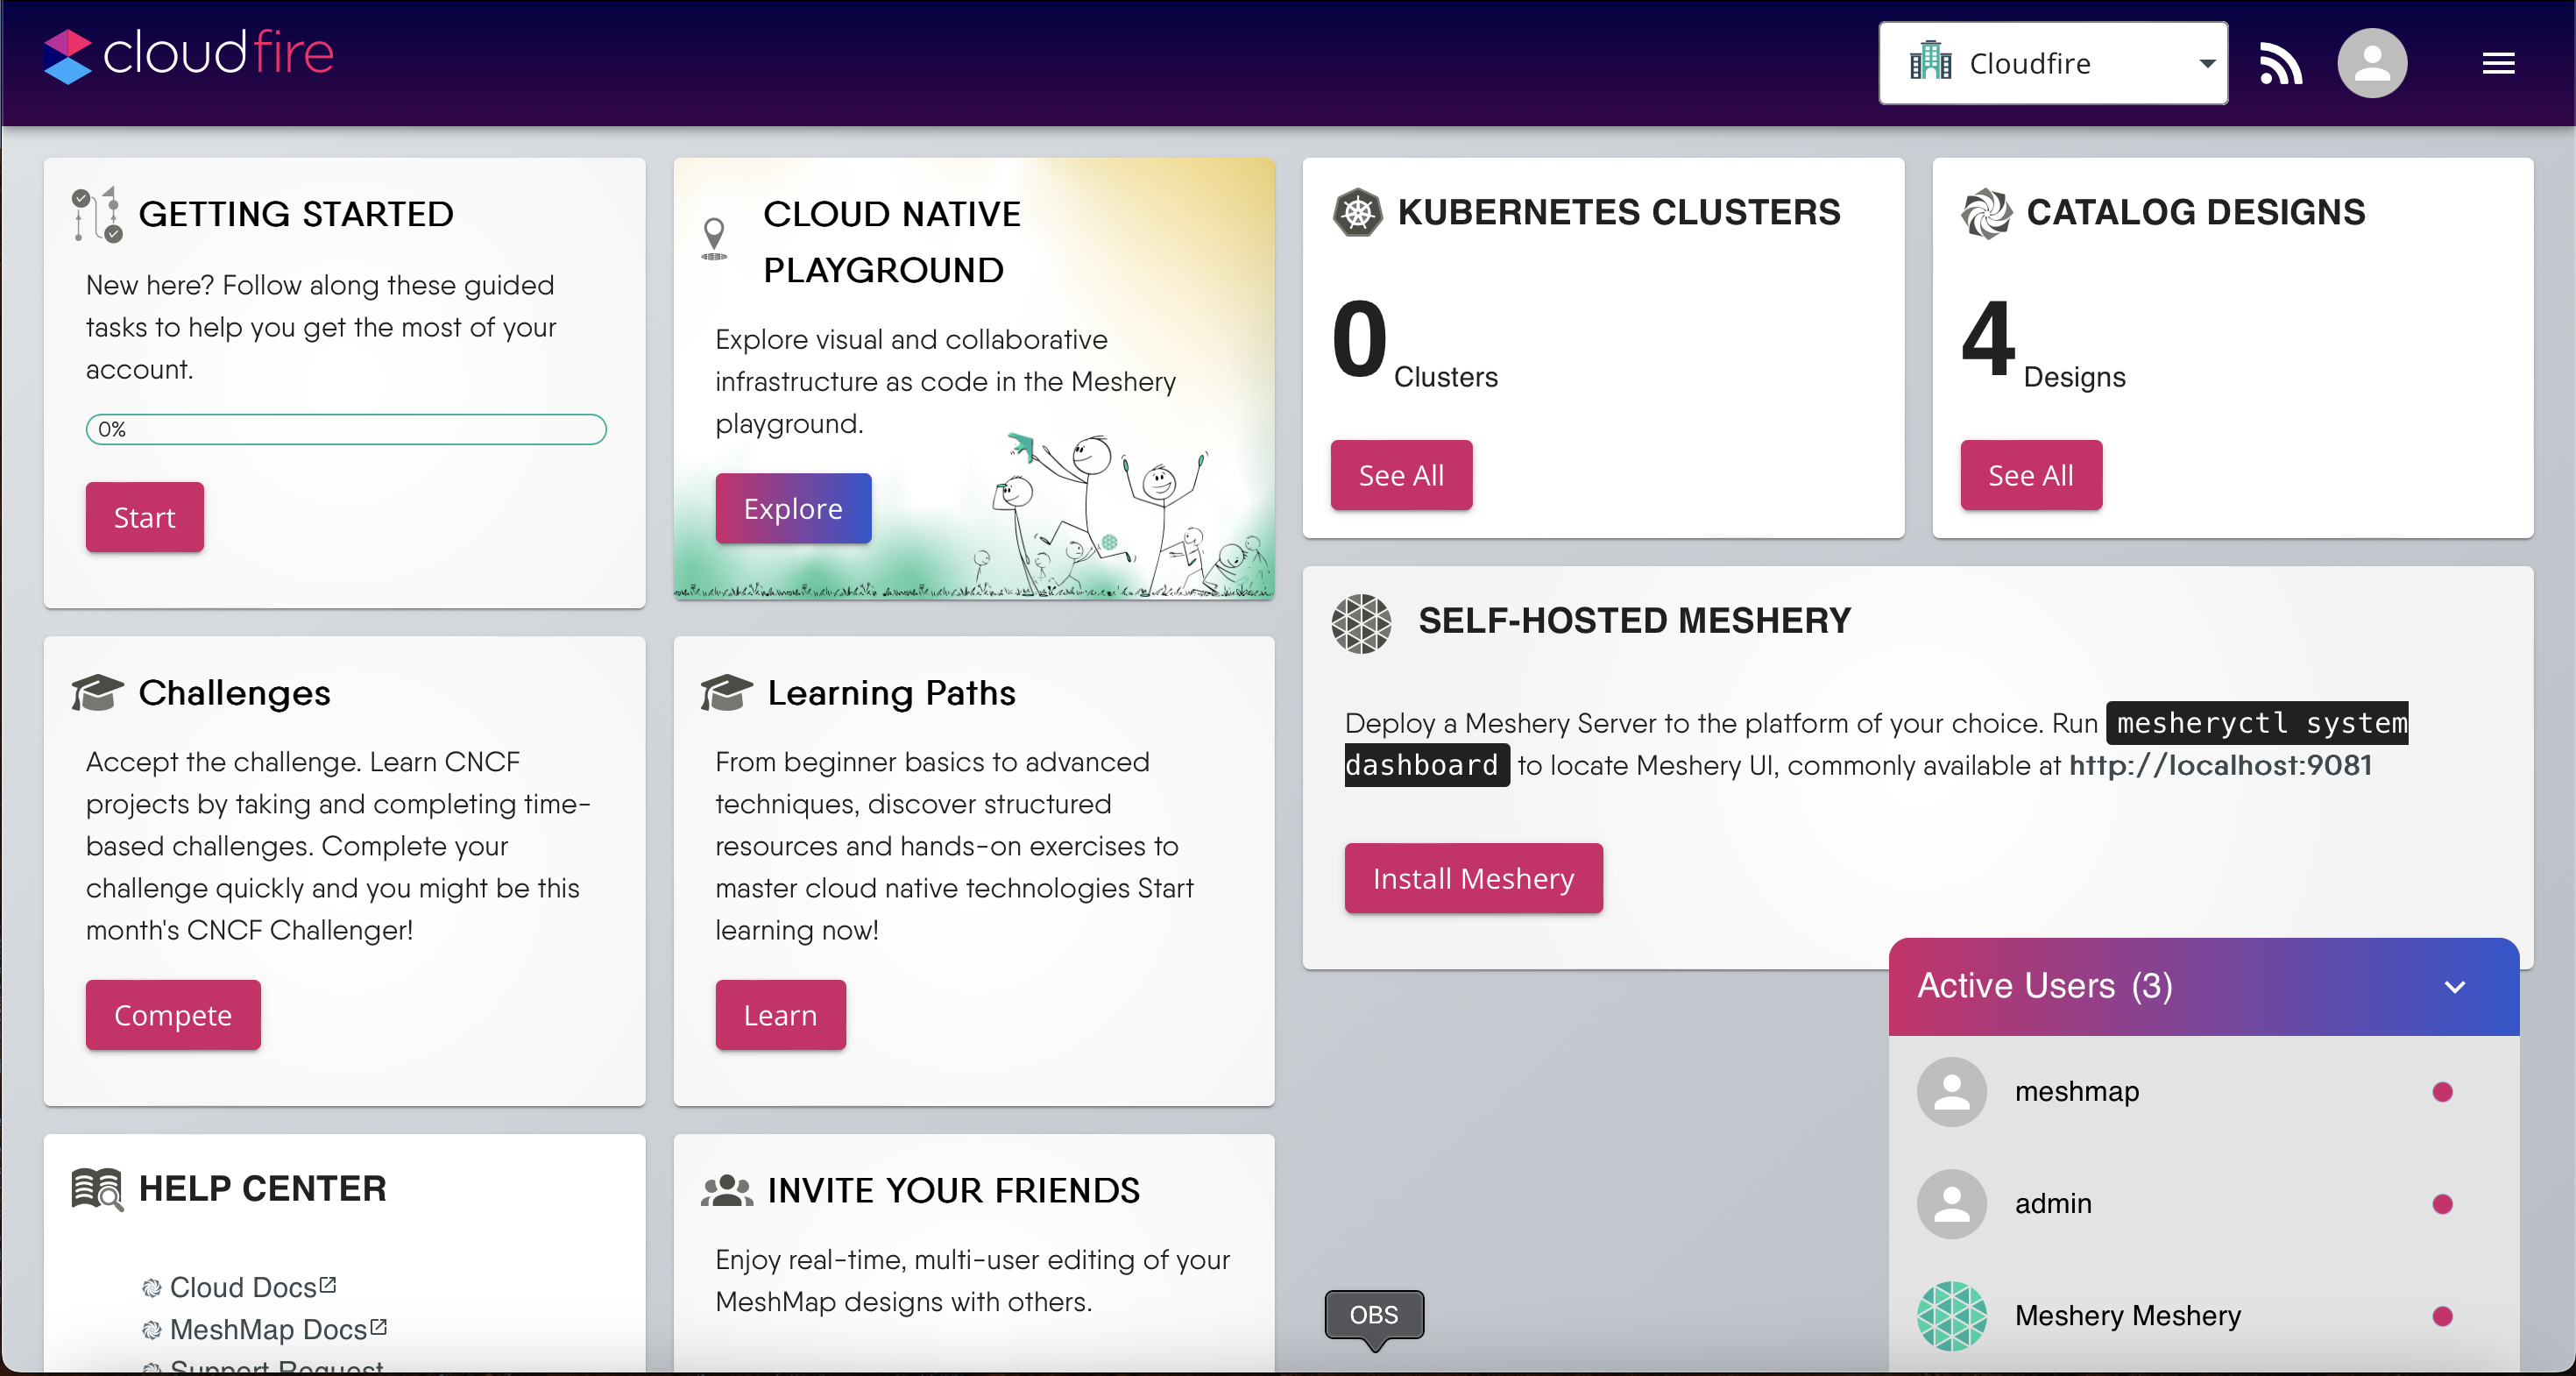 cloudfire
Cloudfire
GETTING STARTED
New here? Follow along these guided
tasks to help you get the most of your
account.
0%
Start
CLOUD NATIVE
PLAYGROUND
Explore visual and collaborative
infrastructure as code in the Meshery
playground.
Explore
KUBERNETES CLUSTERS
0 Clusters
See All
CATALOG DESIGNS
4 Designs
See All
SELF-HOSTED MESHERY
Deploy a Meshery Server to the platform of your choice. Run mesheryctl system
dashboard to locate Meshery UI, commonly available at http://localhost:9081
Install Meshery
Challenges
Accept the challenge. Learn CNCF
projects by taking and completing time-
based challenges. Complete your
challenge quickly and you might be this
month's CNCF Challenger!
Compete
Learning Paths
From beginner basics to advanced
techniques, discover structured
resources and hands-on exercises to
master cloud native technologies Start
learning now!
Learn
HELP CENTER
Cloud Docs
MeshMap Docs
Support Request
INVITE YOUR FRIENDS
Enjoy real-time, multi-user editing of your
MeshMap designs with others.
OBS
Active Users (3)
meshmap
admin
Meshery Meshery